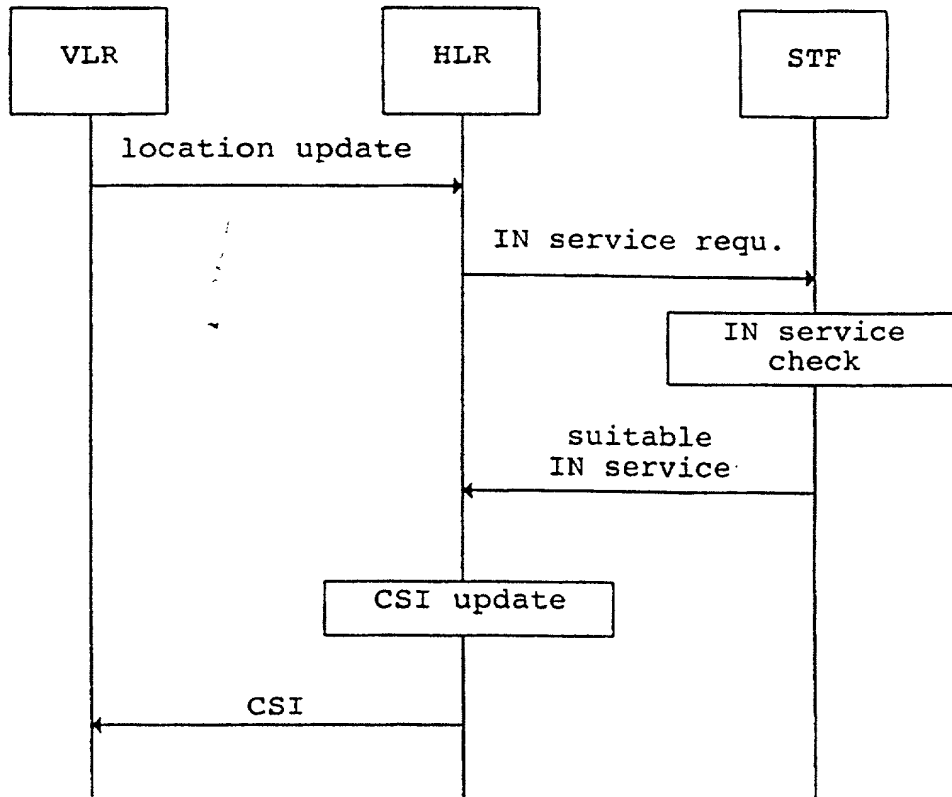 VLR
HLR
STF
location update
IN service requ.
IN service
check
suitable
IN service
CSI update
CSI